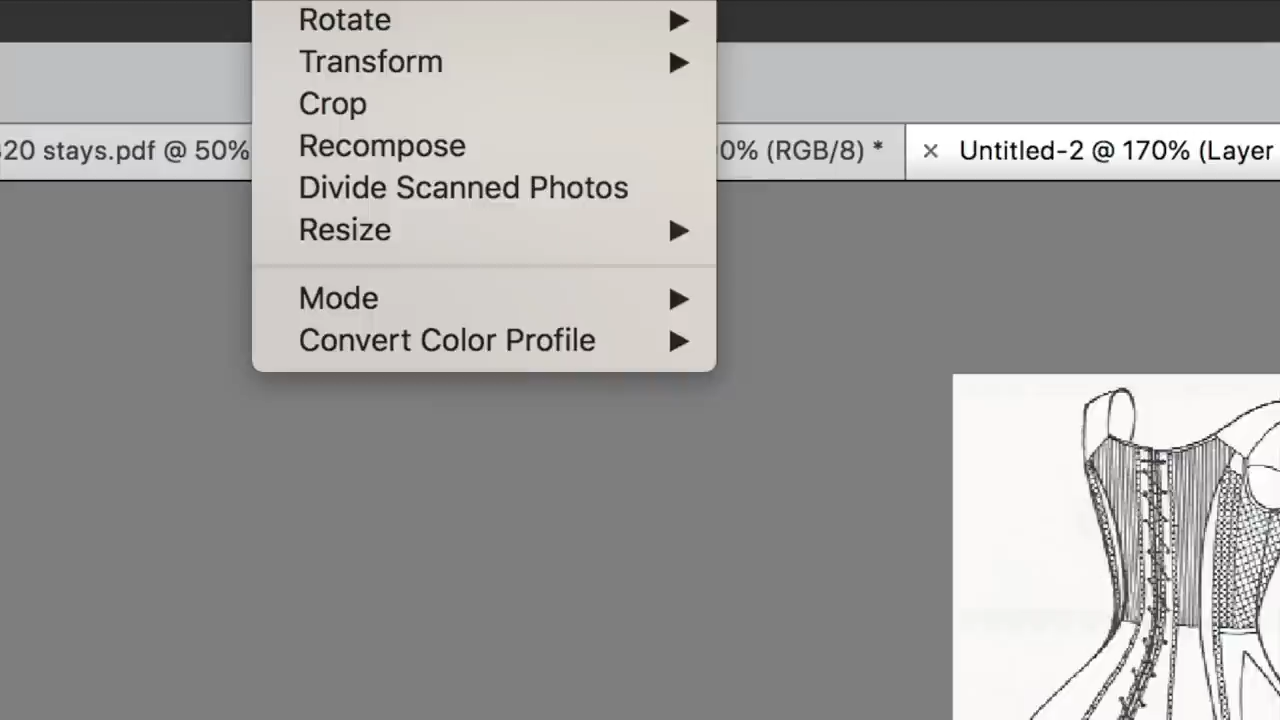 Rotate
Transform
Crop
20 stays.pdf @ 50%
Recompose
0% (RGB/8) *
Untitled-2 @ 170% (Layer
Divide Scanned Photos
Resize
Mode
Convert Color Profile